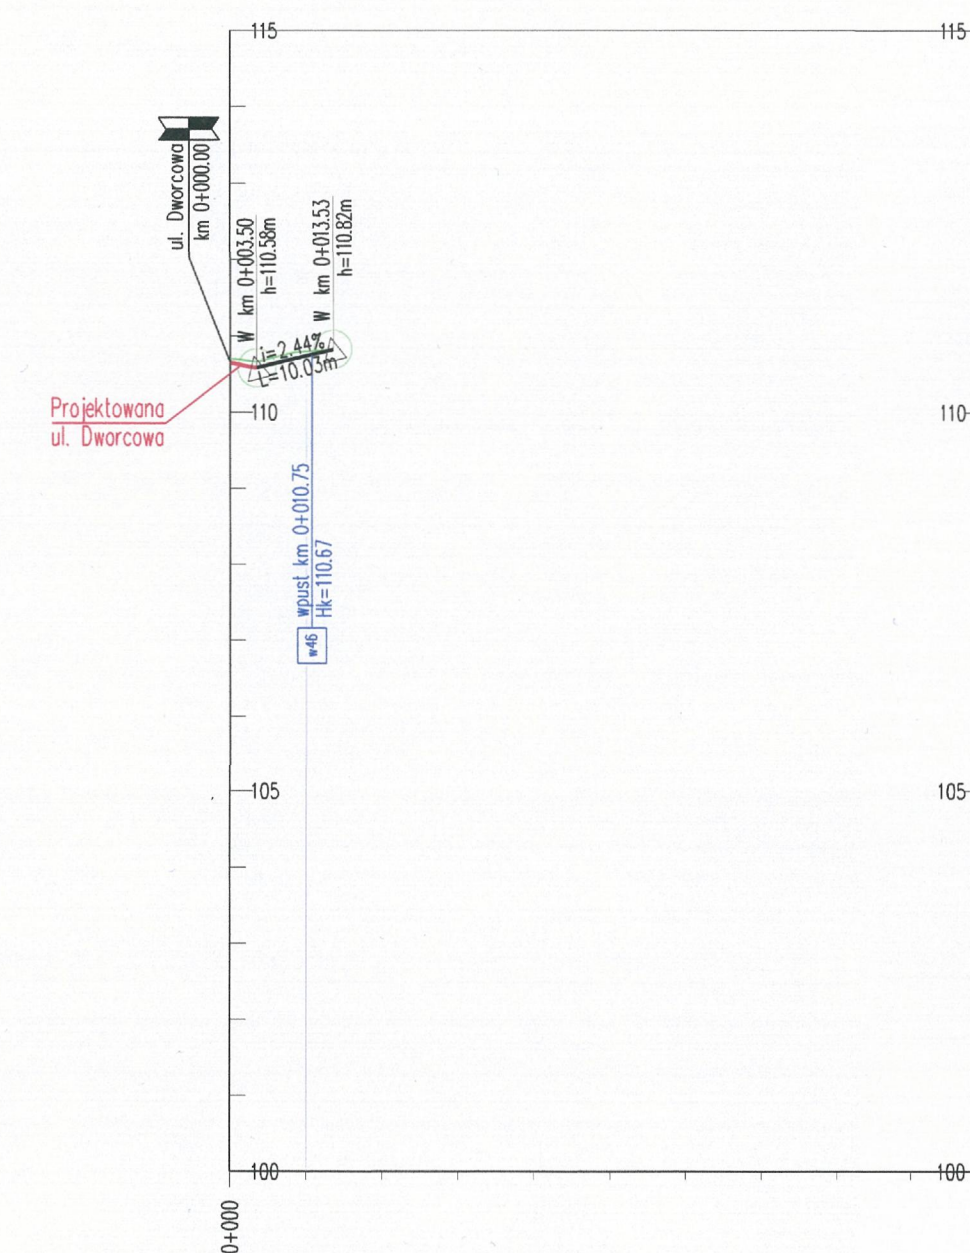 115
115
ul. Dworcowa
km 0+000.00
W km 0+003.50
h=110.58m
W km 0+013.53
h=110.82m
i=2.44%
L=10.03m
Projektowana
ul. Dworcowa
110
110
wpust km 0+010.75
Hk=110.67
w46
105
105
100
100
0+000